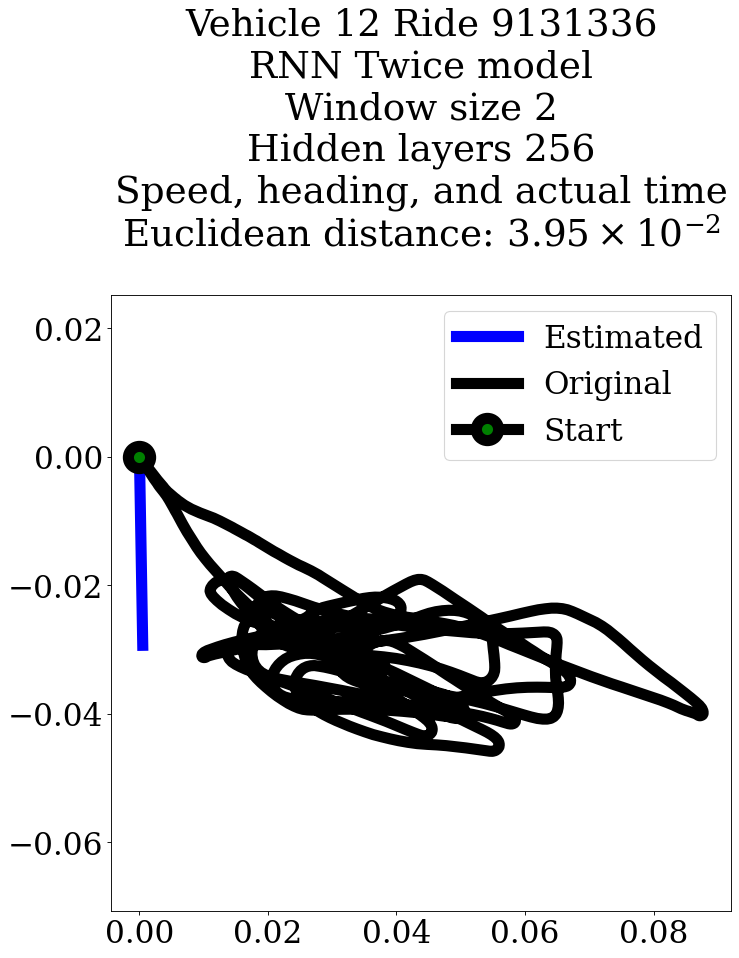 Vehicle 12 Ride 9131336
RNN Twice model
Window size 2
Hidden layers 256
Speed, heading, and actual time
Euclidean distance: 3.95 × 10⁻²
Estimated
Original
Start
0.02
0.00
−0.02
−0.04
−0.06
0.00 0.02 0.04 0.06 0.08